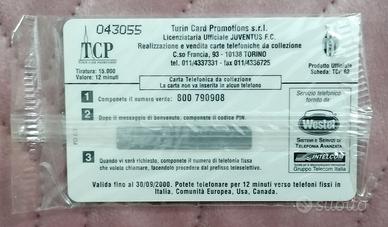 043055
TCP
TURIN CARD PROMOTIONS
Tiratura: 15.000
Valore: 12 minuti
Turin Card Promotions s.r.l.
Licenziataria Ufficiale JUVENTUS F.C.
Realizzazione e vendita carte telefoniche da collezione
C.so Francia, 93 - 10138 TORINO
tel. 011/4337331 - fax 011/4336725
Prodotto Ufficiale
Scheda: TCP 62
Carta Telefonica da collezione
La carta non va inserita in alcun telefono
1 Componete il numero verde: 800 790908
2 Dopo il messaggio di benvenuto, componete il codice PIN.
3 Quando vi sarà richiesto, componete il numero di telefono fissa
che volete chiamare, facendolo precedere dal prefisso teleselettivo.
Servizio telefonico
fornito da
Westel
SISTEMI E SERVIZI DI
TELEFONIA AVANZATA
INTELCOM
Gruppo Telecom Italia
Valida fino al 30/09/2000. Potete telefonare per 12 minuti verso telefoni fissi in
Italia, Comunità Europea, Usa, Canada.
subito